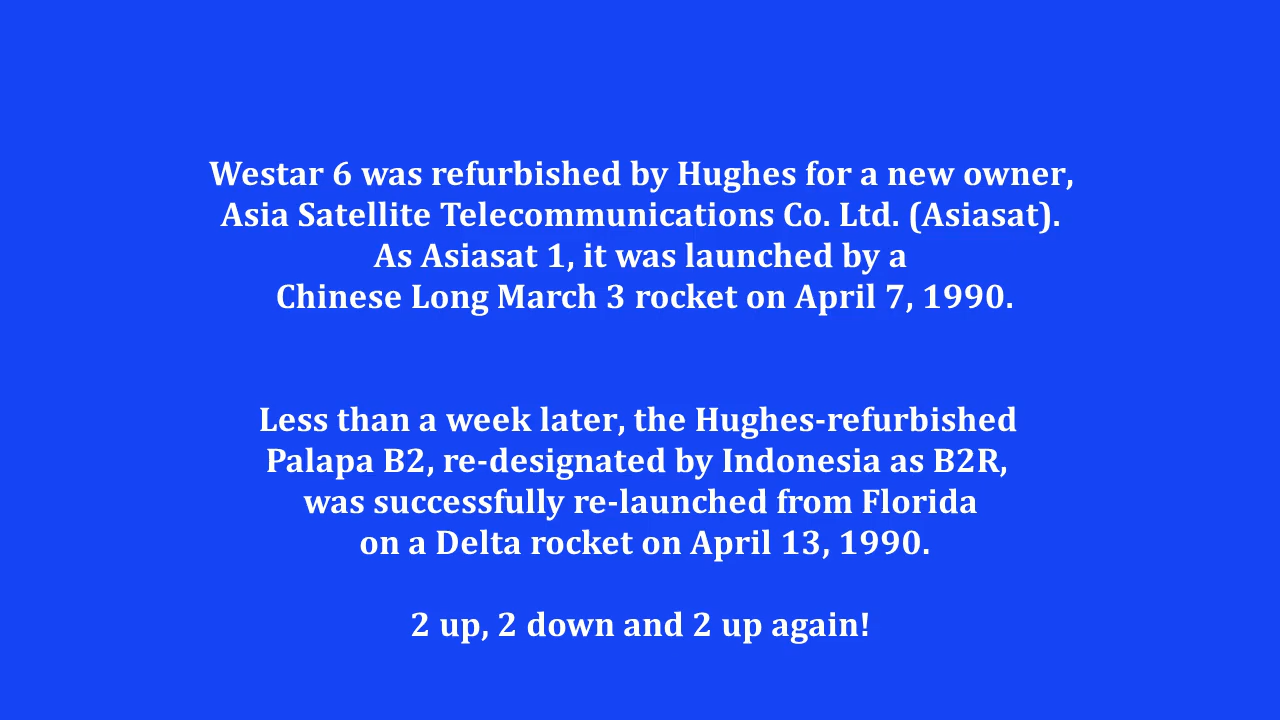 Westar 6 was refurbished by Hughes for a new owner,
Asia Satellite Telecommunications Co. Ltd. (Asiasat).
As Asiasat 1, it was launched by a
Chinese Long March 3 rocket on April 7, 1990.
Less than a week later, the Hughes-refurbished
Palapa B2, re-designated by Indonesia as B2R,
was successfully re-launched from Florida
on a Delta rocket on April 13, 1990.
2 up, 2 down and 2 up again!